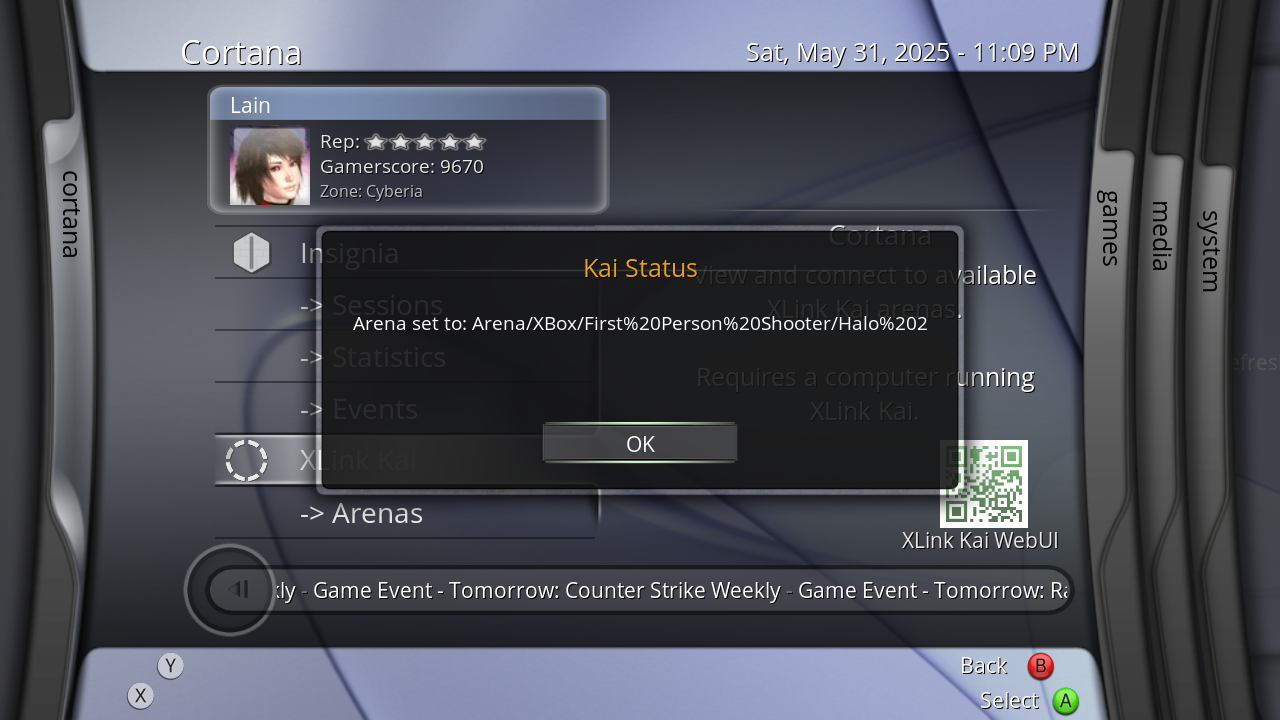 Cortana
Sat, May 31, 2025 - 11:09 PM
Lain
Rep:
Gamerscore: 9670
Zone: Cyberia
cortana
games
media
system
Insignia
-> Sessions
-> Statistics
-> Events
XLink Kai
-> Arenas
Cortana
View and connect to available
XLink Kai arenas.
Requires a computer running
XLink Kai.
Kai Status
Arena set to: Arena/XBox/First%20Person%20Shooter/Halo%202
OK
XLink Kai WebUI
- Game Event - Tomorrow: Counter Strike Weekly - Game Event - Tomorrow:
Y
X
Back B
Select A